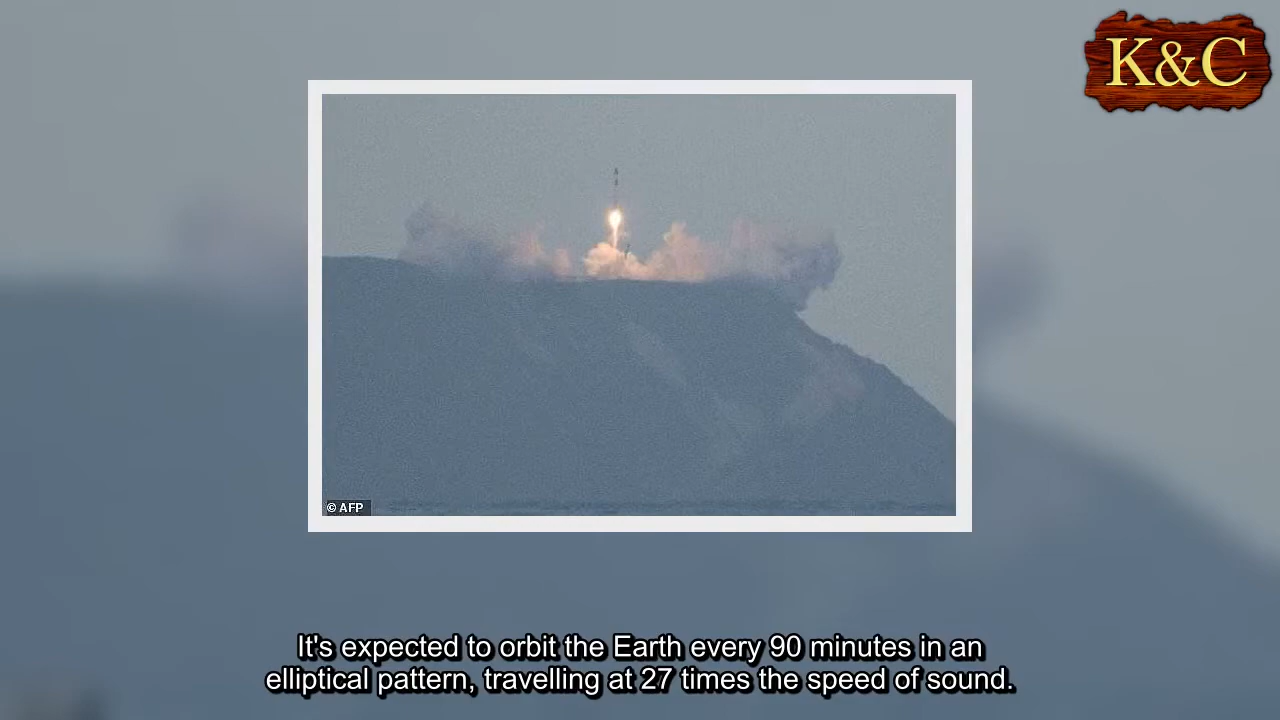 K&C
© AFP
It's expected to orbit the Earth every 90 minutes in an
elliptical pattern, travelling at 27 times the speed of sound.